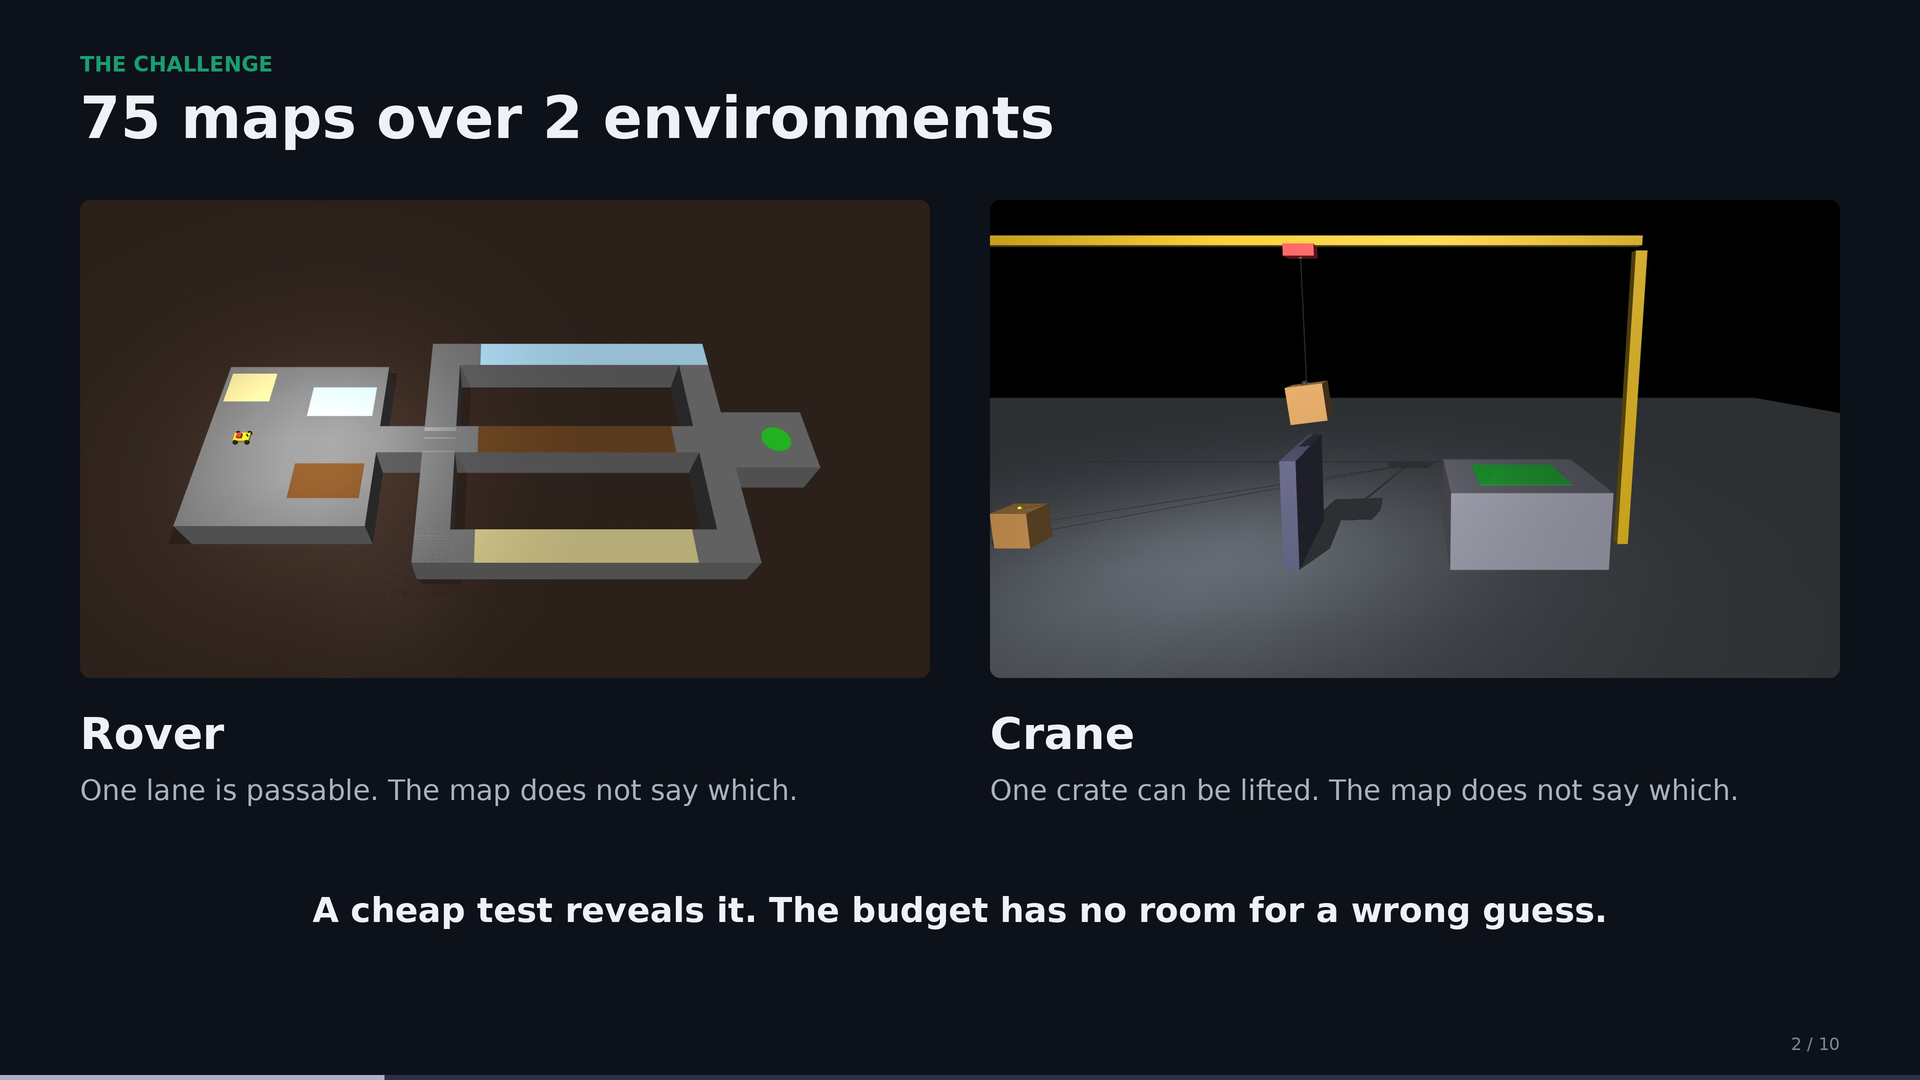 THE CHALLENGE
75 maps over 2 environments
Rover
One lane is passable. The map does not say which.
Crane
One crate can be lifted. The map does not say which.
A cheap test reveals it. The budget has no room for a wrong guess.
2 / 10